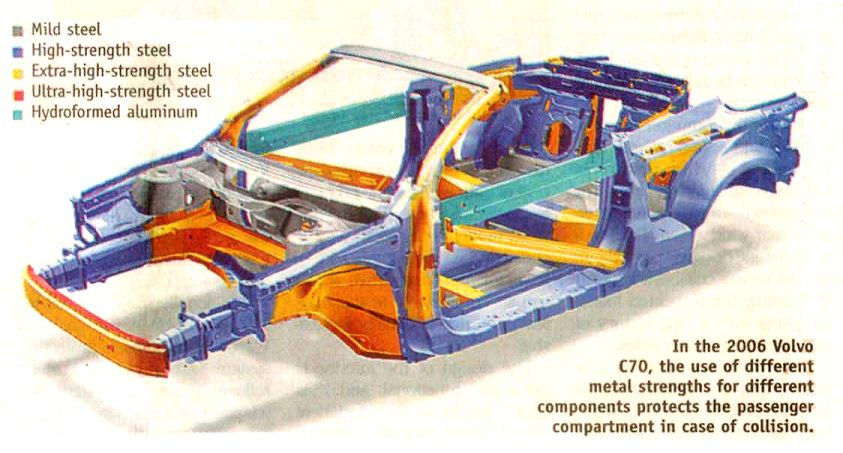 Mild steel
High-strength steel
Extra-high-strength steel
Ultra-high-strength steel
Hydroformed aluminum
In the 2006 Volvo
C70, the use of different
metal strengths for different
components protects the passenger
compartment in case of collision.